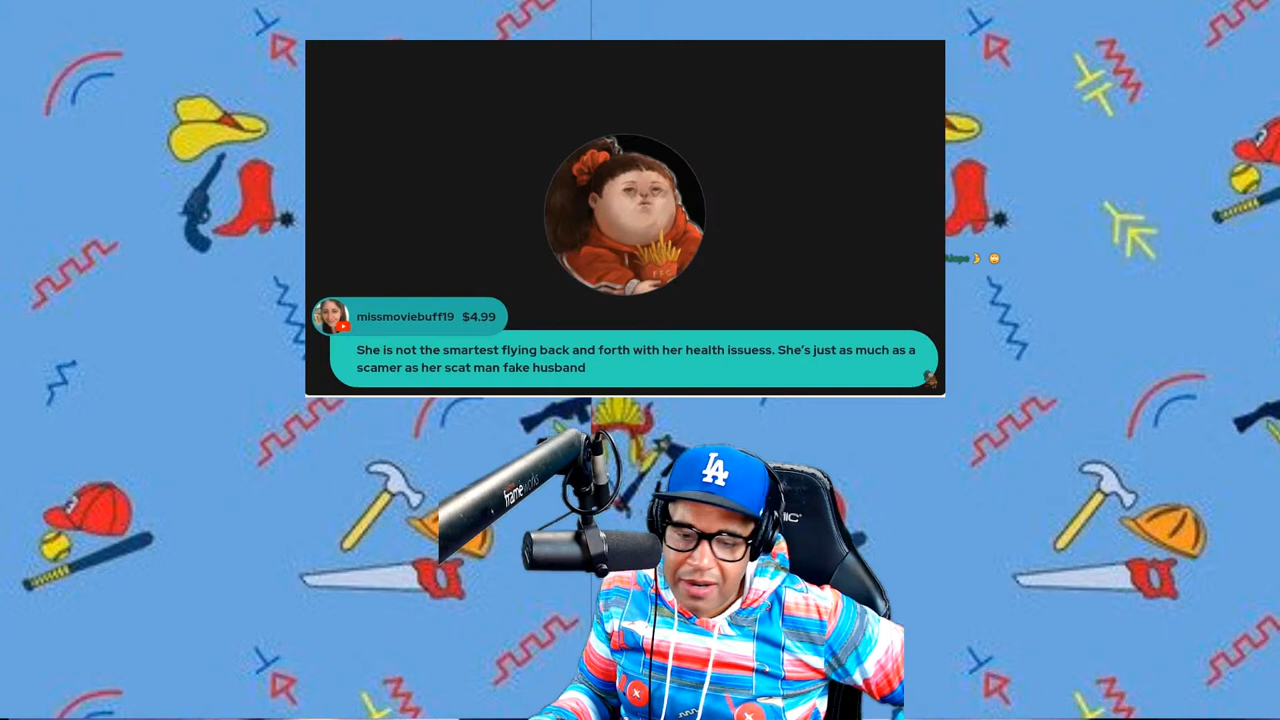 FFC
missmoviebuff19 $4.99
She is not the smartest flying back and forth with her health issuess. She's just as much as a
scamer as her scat man fake husband
frameworks
LA